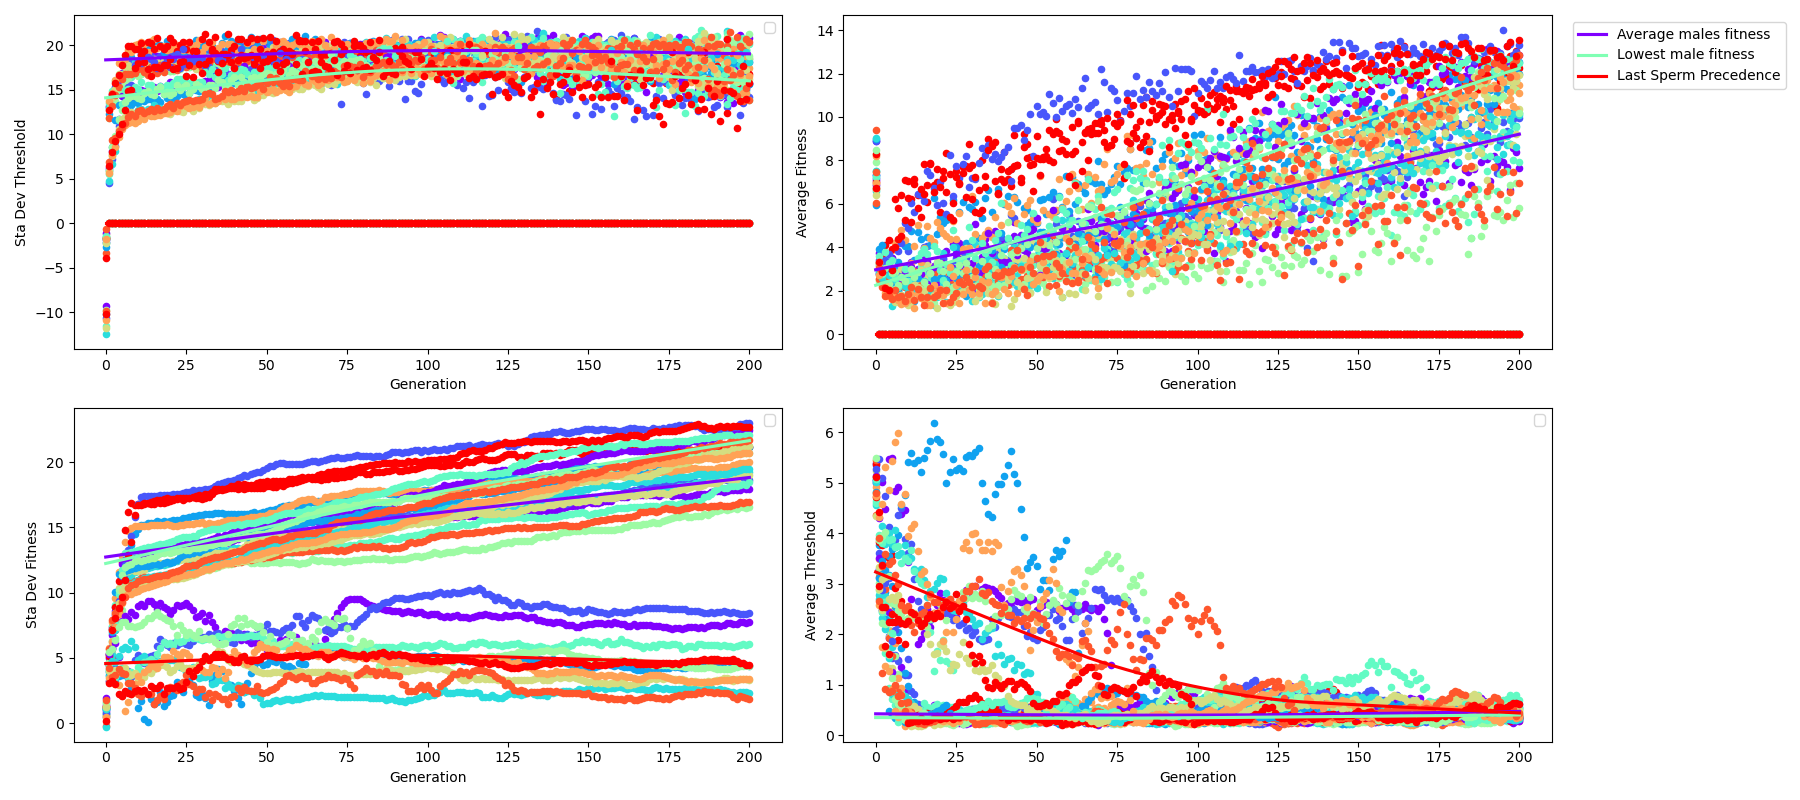 Sta Dev Threshold
20
15
10
5
0
−5
−10
0 25 50 75 100 125 150 175 200
Generation
Average Fitness
14
12
10
8
6
4
2
0
0 25 50 75 100 125 150 175 200
Generation
Average males fitness
Lowest male fitness
Last Sperm Precedence
Sta Dev Fitness
20
15
10
5
0
0 25 50 75 100 125 150 175 200
Generation
Average Threshold
6
5
4
3
2
1
0
0 25 50 75 100 125 150 175 200
Generation